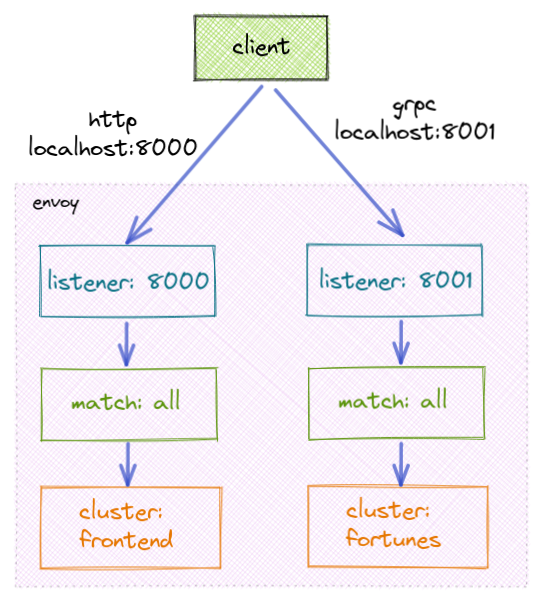 client
http
localhost:8000
grpc
localhost:8001
envoy
listener: 8000
listener: 8001
match: all
match: all
cluster:
frontend
cluster:
fortunes